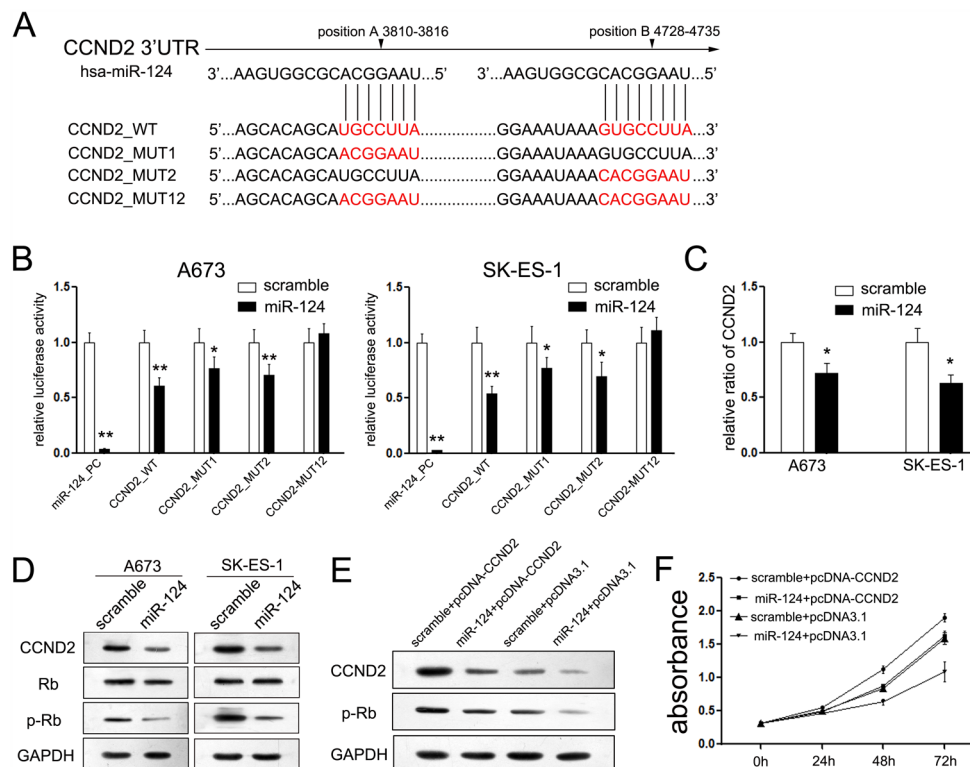 A
position A 3810-3816
position B 4728-4735
CCND2 3'UTR
hsa-miR-124
3'...AAGUGGCGCACGGAAU...5'
3'...AAGUGGCGCACGGAAU...5'
CCND2_WT
5'...AGCACAGCAUGCCUUA.................GGAAAUAAAGUGCCUUA...3'
CCND2_MUT1
5'...AGCACAGCAACGGAAU.................GGAAAUAAAGUGCCUUA...3'
CCND2_MUT2
5'...AGCACAGCAUGCCUUA.................GGAAAUAAACACGGAAU...3'
CCND2_MUT12
5'...AGCACAGCAACGGAAU.................GGAAAUAAACACGGAAU...3'
B
A673
scramble
miR-124
relative luciferase activity
1.5
1.0
0.5
0.0
** ** * **
miR-124_PC
CCND2_WT
CCND2_MUT1
CCND2_MUT2
CCND2-MUT12
SK-ES-1
scramble
miR-124
relative luciferase activity
1.5
1.0
0.5
0.0
** ** * *
miR-124_PC
CCND2_WT
CCND2_MUT1
CCND2_MUT2
CCND2-MUT12
C
scramble
miR-124
relative ratio of CCND2
1.5
1.0
0.5
0.0
* *
A673
SK-ES-1
D
A673
SK-ES-1
scramble
miR-124
scramble
miR-124
CCND2
Rb
p-Rb
GAPDH
E
scramble+pcDNA-CCND2
miR-124+pcDNA-CCND2
scramble+pcDNA3.1
miR-124+pcDNA3.1
CCND2
p-Rb
GAPDH
F
scramble+pcDNA-CCND2
miR-124+pcDNA-CCND2
scramble+pcDNA3.1
miR-124+pcDNA3.1
absorbance
2.5
2.0
1.5
1.0
0.5
0.0
0h
24h
48h
72h